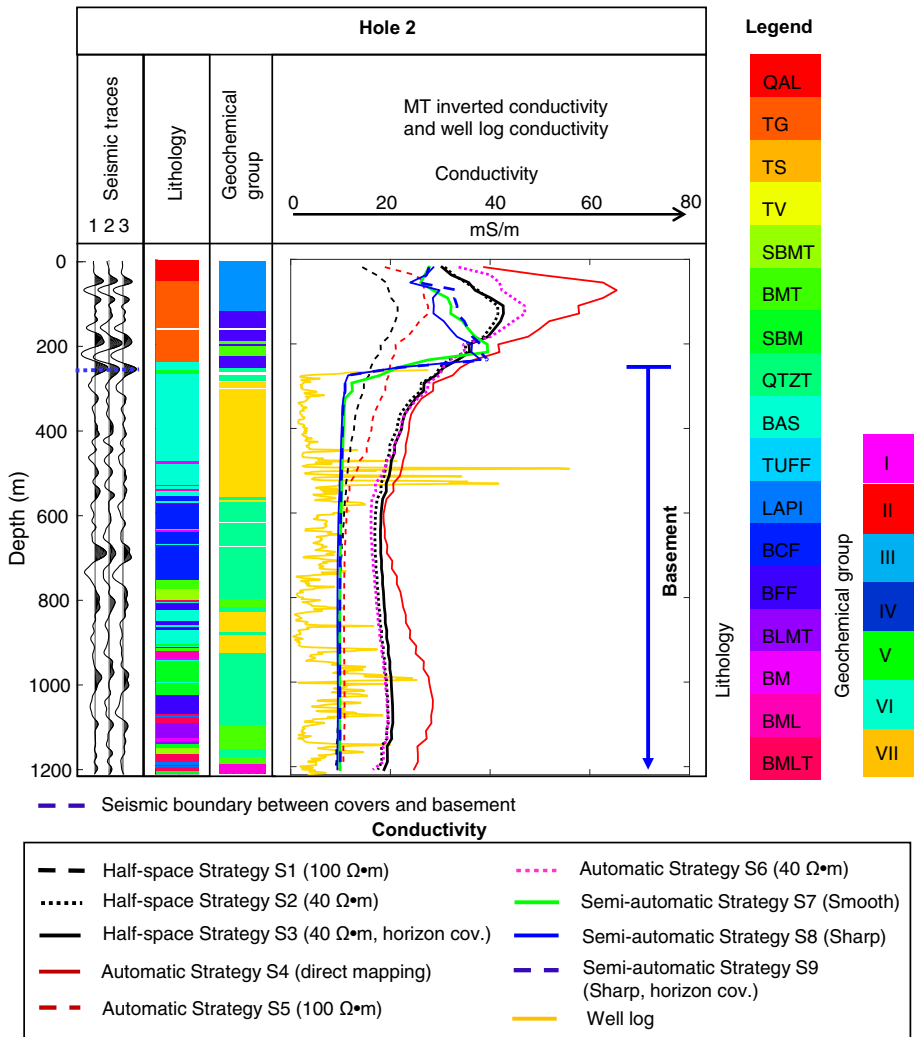 Hole 2
Legend
Seismic traces
1 2 3
Lithology
Geochemical
group
MT inverted conductivity
and well log conductivity
Conductivity
0 20 40 60 80
mS/m
Depth (m)
0
200
400
600
800
1000
1200
Basement
QAL
TG
TS
TV
SBMT
BMT
SBM
QTZT
BAS
TUFF
LAPI
BCF
BFF
BLMT
BM
BML
BMLT
Lithology
Geochemical group
I
II
III
IV
V
VI
VII
Seismic boundary between covers and basement
Conductivity
Half-space Strategy S1 (100 Ω•m)
Half-space Strategy S2 (40 Ω•m)
Half-space Strategy S3 (40 Ω•m, horizon cov.)
Automatic Strategy S4 (direct mapping)
Automatic Strategy S5 (100 Ω•m)
Automatic Strategy S6 (40 Ω•m)
Semi-automatic Strategy S7 (Smooth)
Semi-automatic Strategy S8 (Sharp)
Semi-automatic Strategy S9
(Sharp, horizon cov.)
Well log